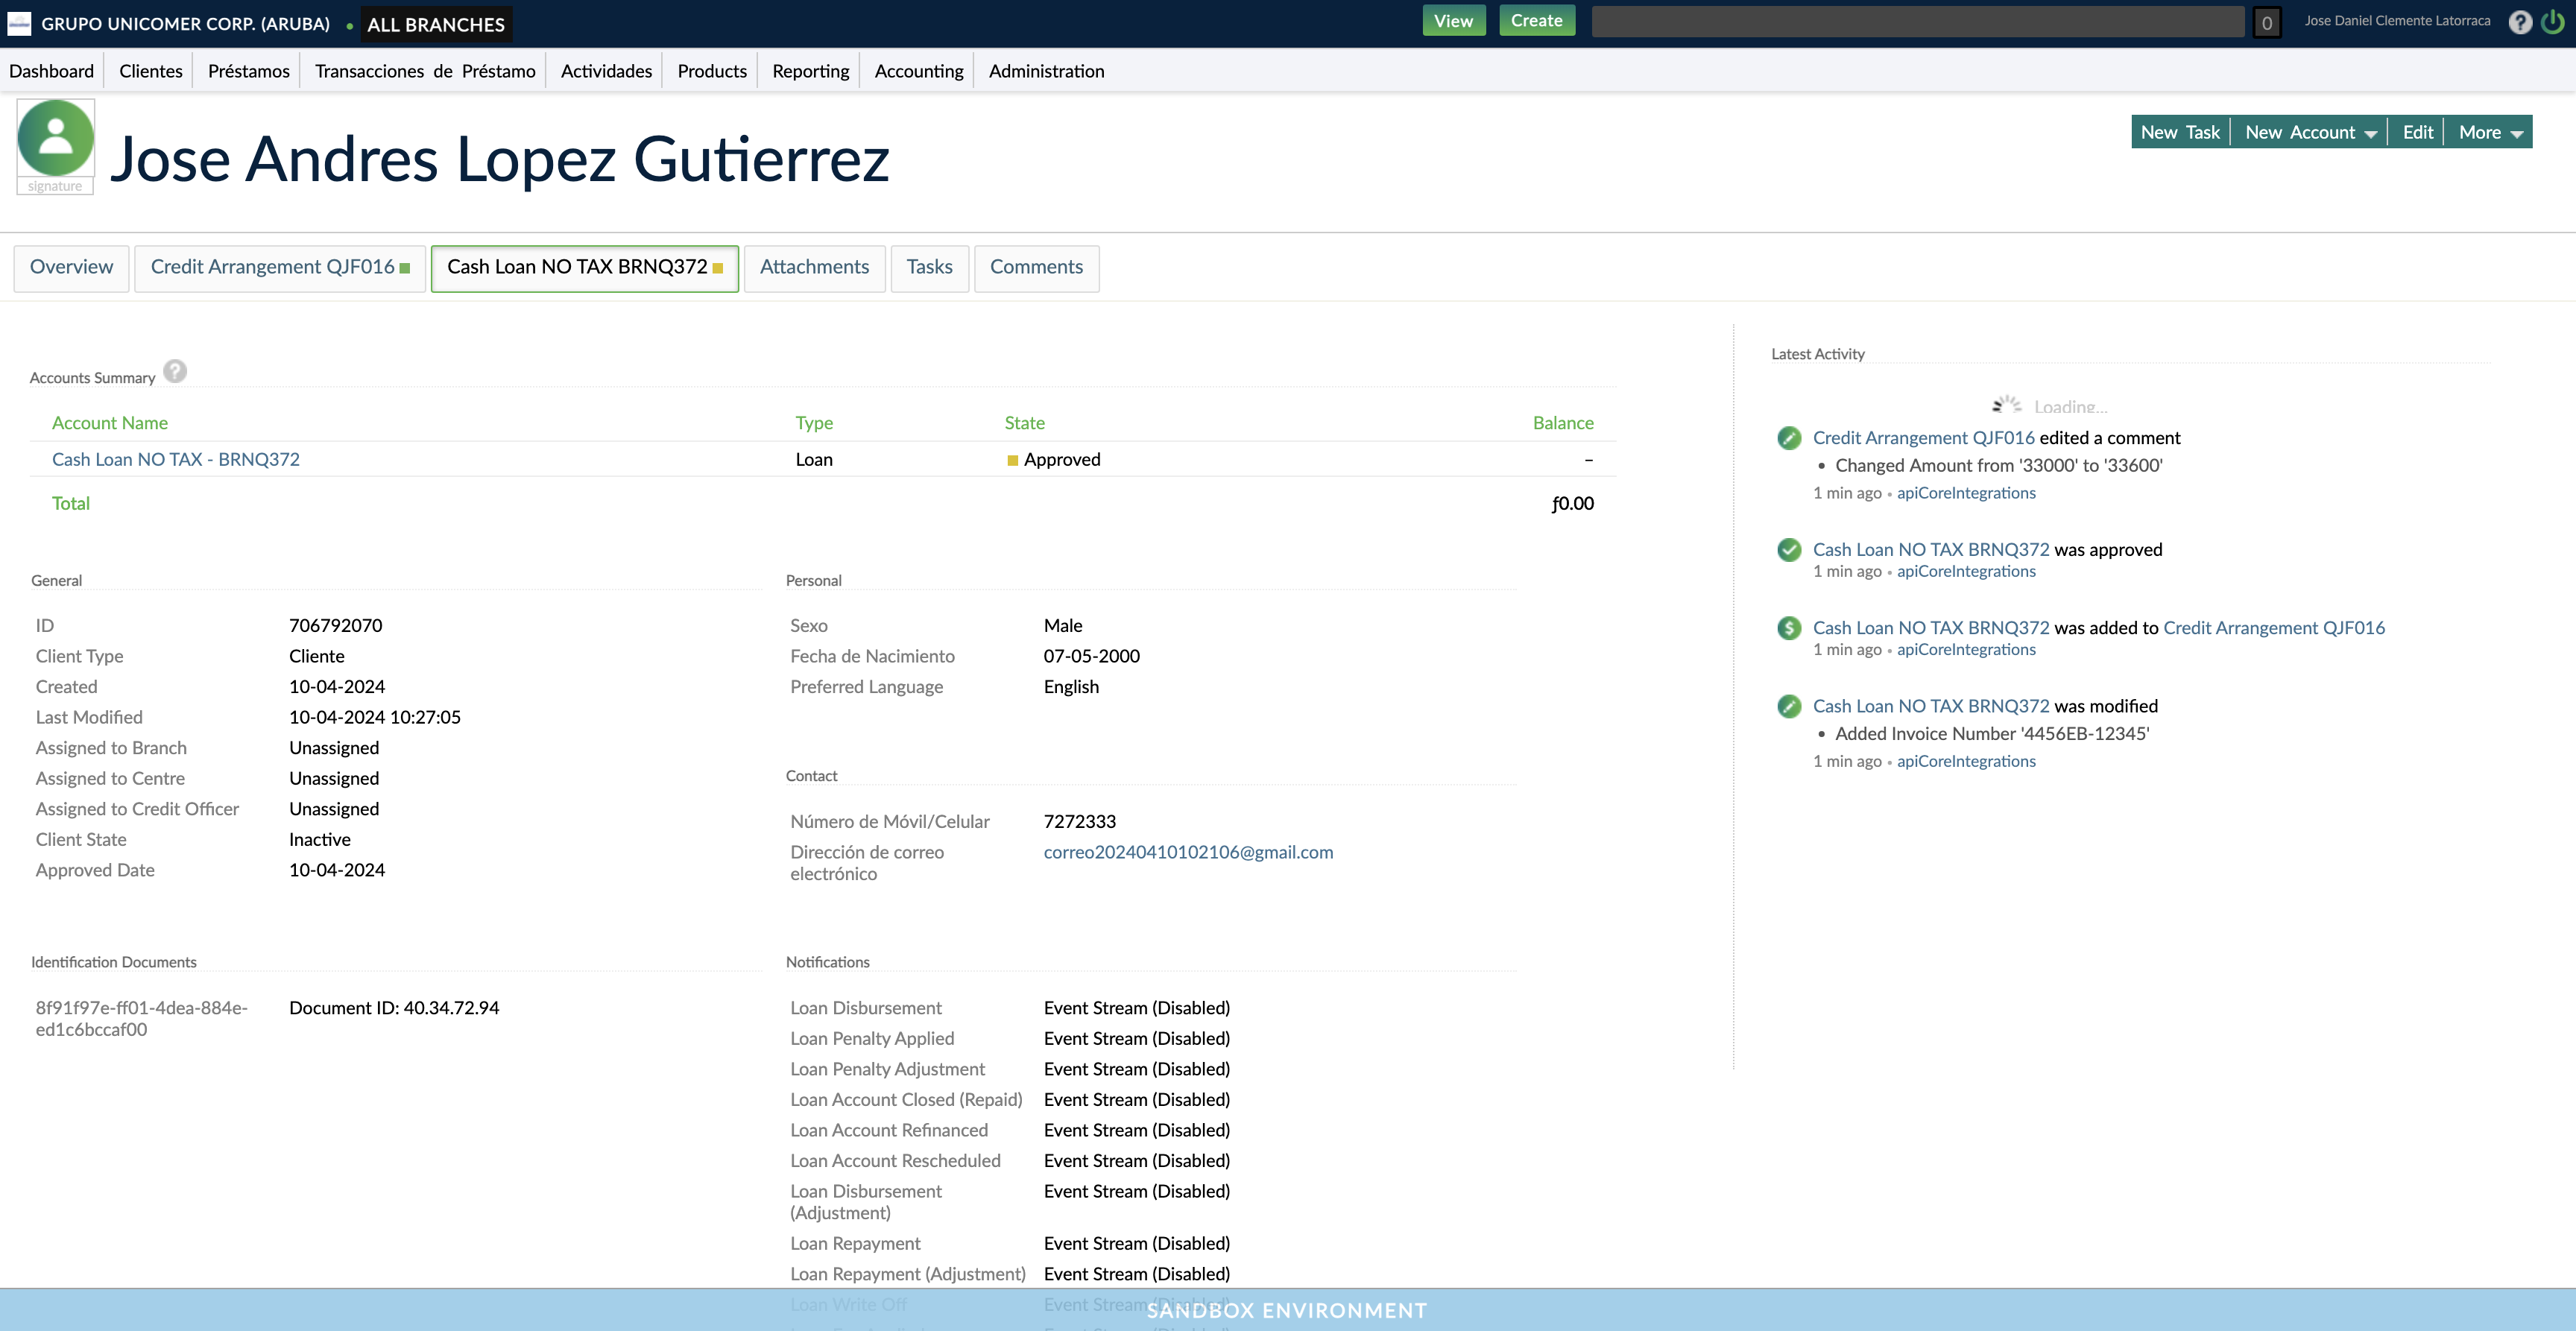 GRUPO UNICOMER CORP. (ARUBA) • ALL BRANCHES View Create 0 Jose Daniel Clemente Latorraca ?
Dashboard Clientes Préstamos Transacciones de Préstamo Actividades Products Reporting Accounting Administration
signature
Jose Andres Lopez Gutierrez
New Task New Account Edit More
Overview Credit Arrangement QJF016 Cash Loan NO TAX BRNQ372 Attachments Tasks Comments
Accounts Summary ?
Account Name Type State Balance
Cash Loan NO TAX - BRNQ372 Loan Approved –
Total ƒ0.00
General
ID 706792070
Client Type Cliente
Created 10-04-2024
Last Modified 10-04-2024 10:27:05
Assigned to Branch Unassigned
Assigned to Centre Unassigned
Assigned to Credit Officer Unassigned
Client State Inactive
Approved Date 10-04-2024
Identification Documents
8f91f97e-ff01-4dea-884e- Document ID: 40.34.72.94
ed1c6bccaf00
Personal
Sexo Male
Fecha de Nacimiento 07-05-2000
Preferred Language English
Contact
Número de Móvil/Celular 7272333
Dirección de correo correo20240410102106@gmail.com
electrónico
Notifications
Loan Disbursement Event Stream (Disabled)
Loan Penalty Applied Event Stream (Disabled)
Loan Penalty Adjustment Event Stream (Disabled)
Loan Account Closed (Repaid) Event Stream (Disabled)
Loan Account Refinanced Event Stream (Disabled)
Loan Account Rescheduled Event Stream (Disabled)
Loan Disbursement Event Stream (Disabled)
(Adjustment)
Loan Repayment Event Stream (Disabled)
Loan Repayment (Adjustment) Event Stream (Disabled)
Loan Write Off Event Stream (Disabled)
Latest Activity
Loading...
Credit Arrangement QJF016 edited a comment
• Changed Amount from '33000' to '33600'
1 min ago • apiCoreIntegrations
Cash Loan NO TAX BRNQ372 was approved
1 min ago • apiCoreIntegrations
Cash Loan NO TAX BRNQ372 was added to Credit Arrangement QJF016
1 min ago • apiCoreIntegrations
Cash Loan NO TAX BRNQ372 was modified
• Added Invoice Number '4456EB-12345'
1 min ago • apiCoreIntegrations
SANDBOX ENVIRONMENT